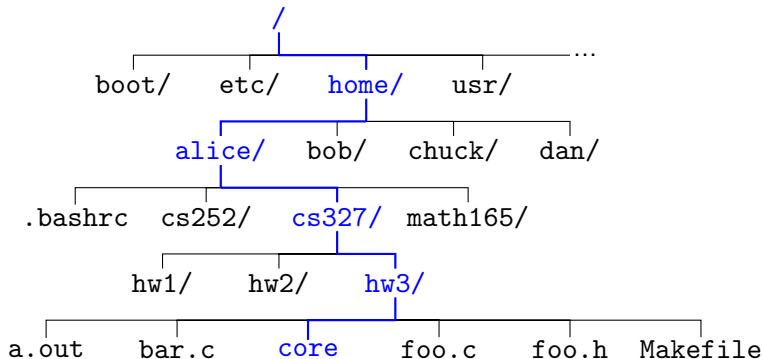 /
boot/ etc/ home/ usr/ ...
alice/ bob/ chuck/ dan/
.bashrc cs252/ cs327/ math165/
hw1/ hw2/ hw3/
a.out bar.c core foo.c foo.h Makefile